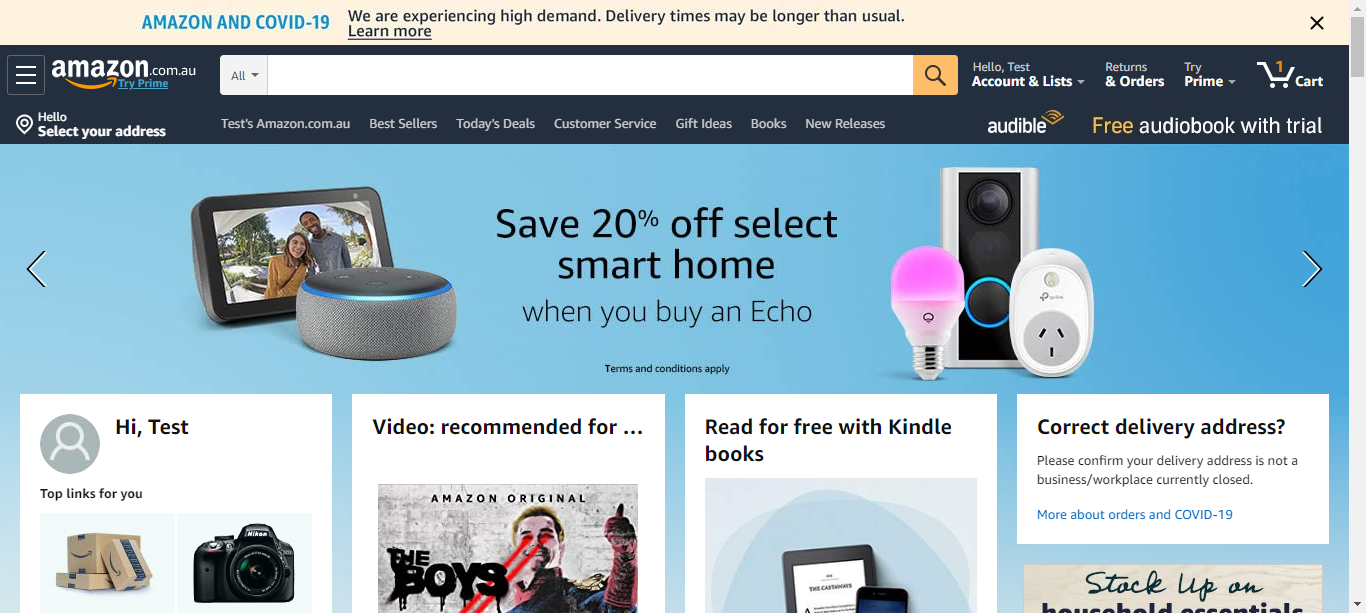 AMAZON AND COVID-19
We are experiencing high demand. Delivery times may be longer than usual.
Learn more
amazon.com.au
Try Prime
All
Hello, Test
Account & Lists
Returns
& Orders
Try
Prime
1
Cart
Hello
Select your address
Test's Amazon.com.au
Best Sellers
Today's Deals
Customer Service
Gift Ideas
Books
New Releases
audible
Free audiobook with trial
Save 20% off select
smart home
when you buy an Echo
Terms and conditions apply
tp-link
Hi, Test
Top links for you
Nikon
Video: recommended for ...
AMAZON ORIGINAL
THE
BOYS
Read for free with Kindle
books
THE CASTAWAYS
Correct delivery address?
Please confirm your delivery address is not a
business/workplace currently closed.
More about orders and COVID-19
Stock Up on
household essentials